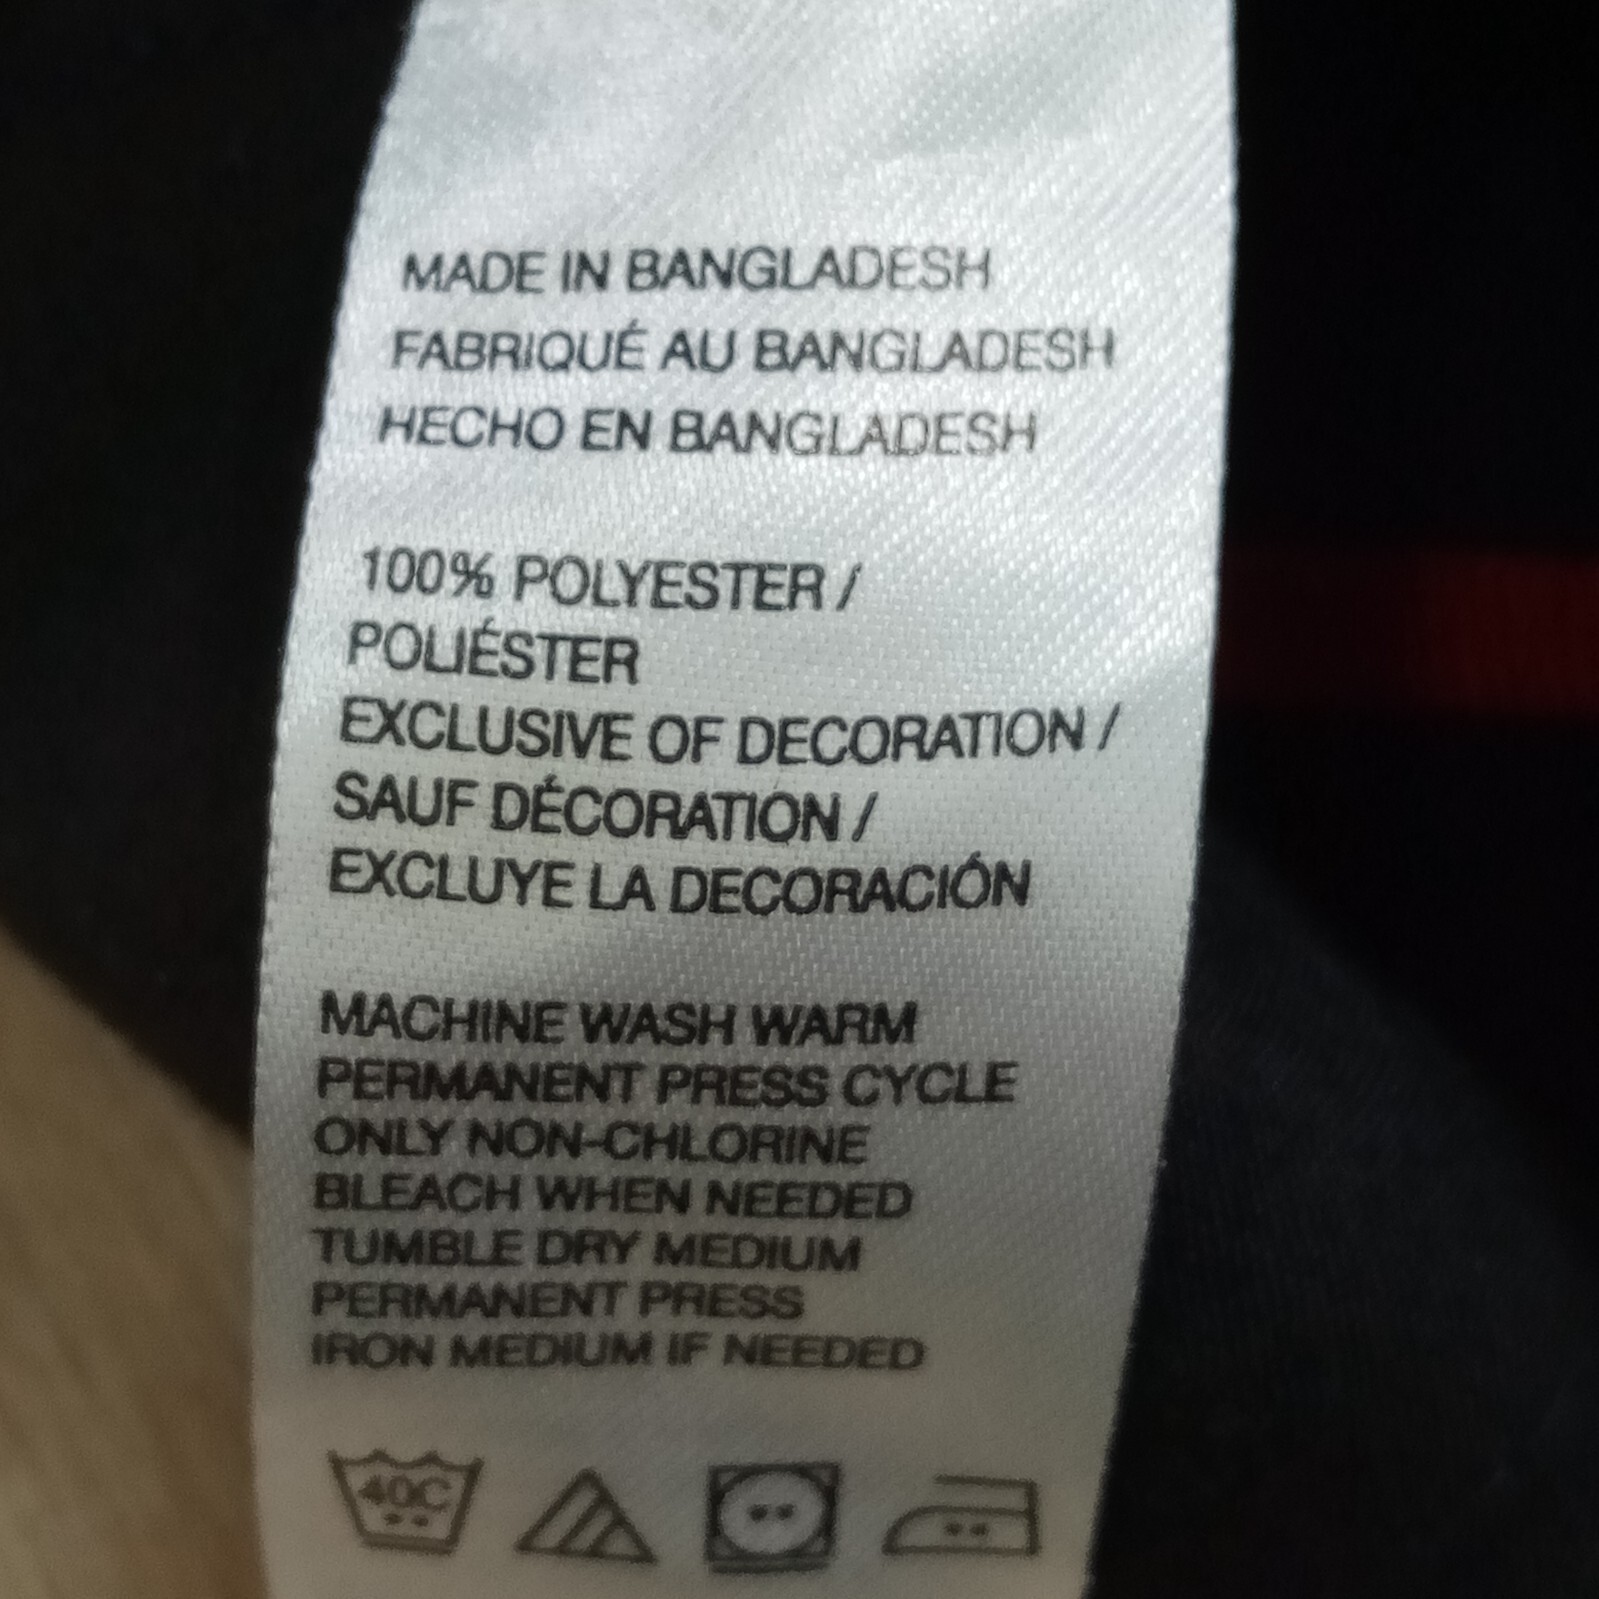 MADE IN BANGLADESH
FABRIQUÉ AU BANGLADESH
HECHO EN BANGLADESH
100% POLYESTER /
POLIÉSTER
EXCLUSIVE OF DECORATION /
SAUF DÉCORATION /
EXCLUYE LA DECORACIÓN
MACHINE WASH WARM
PERMANENT PRESS CYCLE
ONLY NON-CHLORINE
BLEACH WHEN NEEDED
TUMBLE DRY MEDIUM
PERMANENT PRESS
IRON MEDIUM IF NEEDED
40C